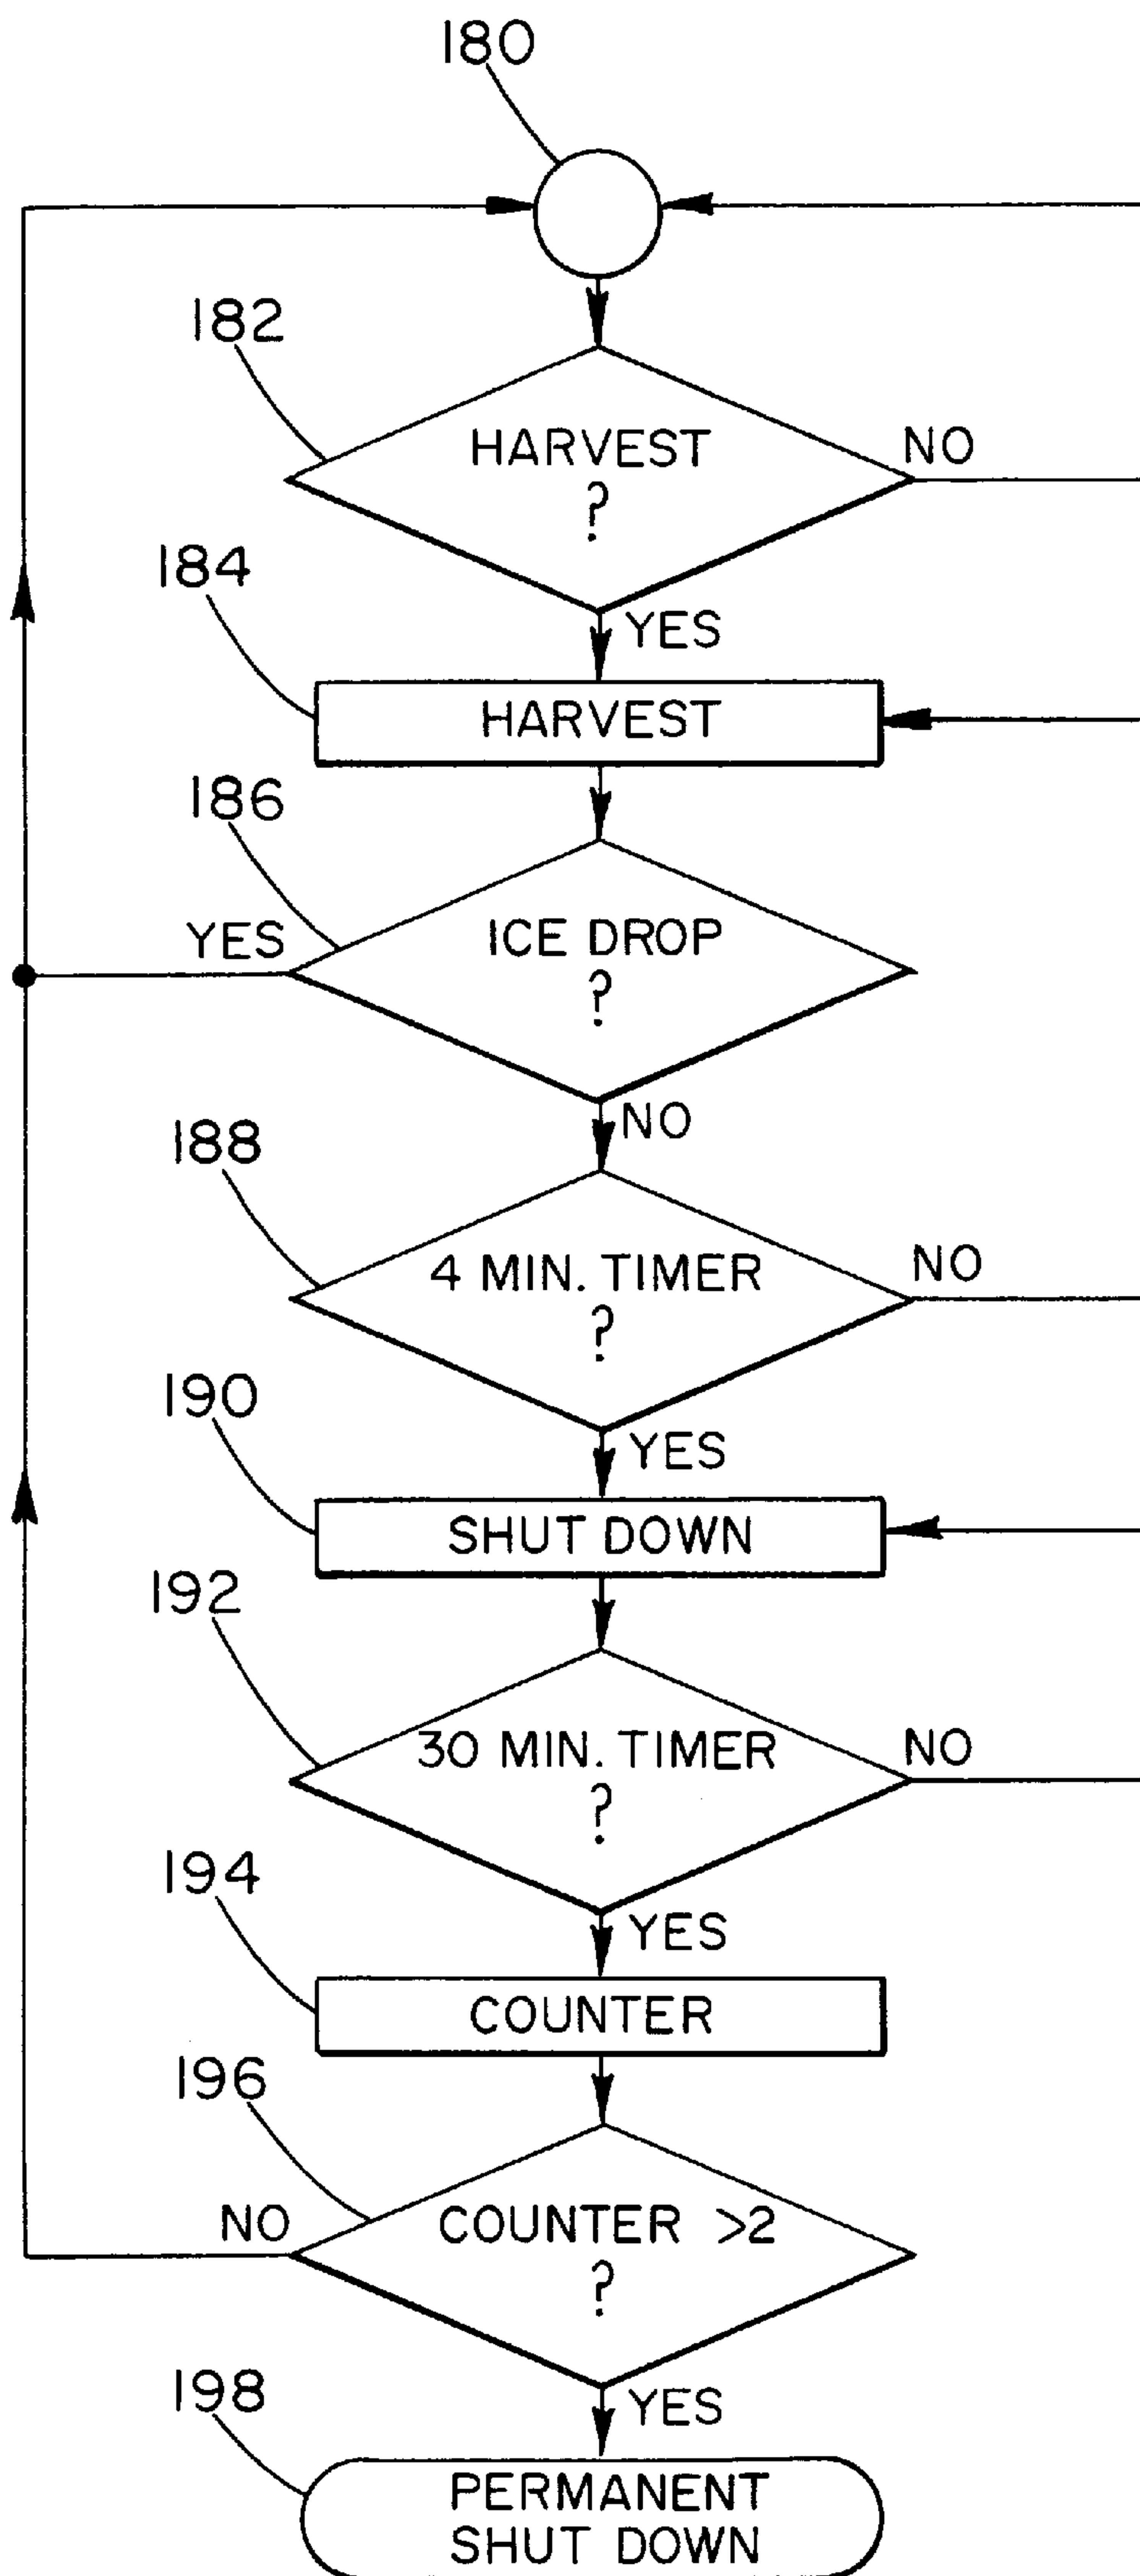 180
182
HARVEST
?
NO
YES
184
HARVEST
186
ICE DROP
?
YES
NO
188
4 MIN. TIMER
?
NO
YES
190
SHUT DOWN
192
30 MIN. TIMER
?
NO
YES
194
COUNTER
196
COUNTER >2
?
NO
YES
198
PERMANENT
SHUT DOWN